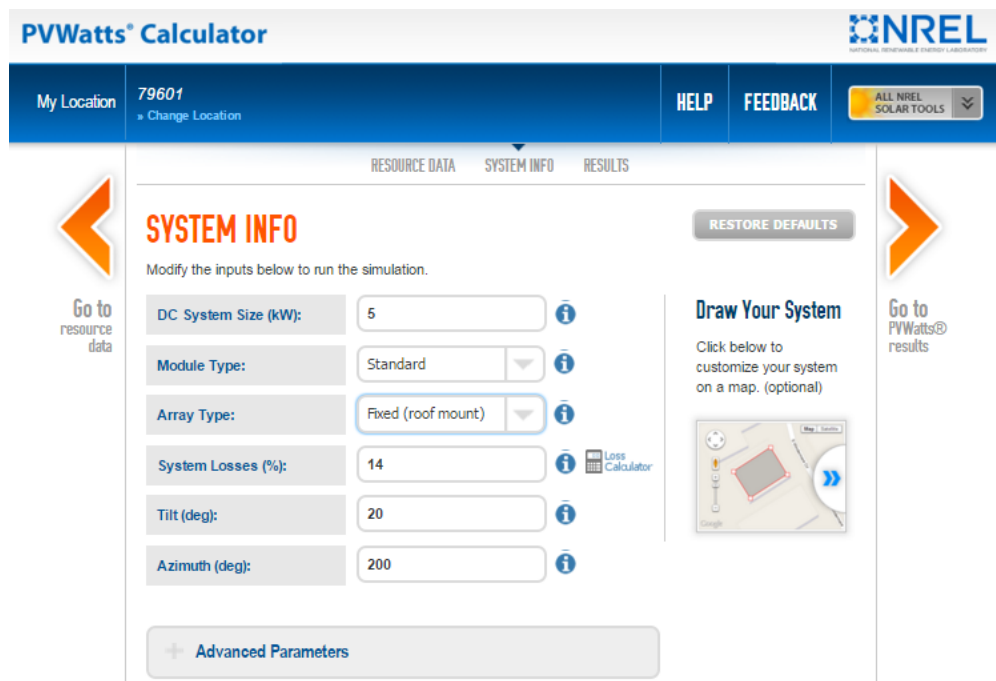 PVWatts® Calculator
NREL
NATIONAL RENEWABLE ENERGY LABORATORY
My Location
79601
» Change Location
HELP
FEEDBACK
ALL NREL
SOLAR TOOLS
RESOURCE DATA SYSTEM INFO RESULTS
SYSTEM INFO
RESTORE DEFAULTS
Modify the inputs below to run the simulation.
Go to
resource
data
DC System Size (kW): 5
Module Type: Standard
Array Type: Fixed (roof mount)
System Losses (%): 14
Loss
Calculator
Tilt (deg): 20
Azimuth (deg): 200
Draw Your System
Click below to
customize your system
on a map. (optional)
Map Satellite
Google
Go to
PVWatts®
results
Advanced Parameters